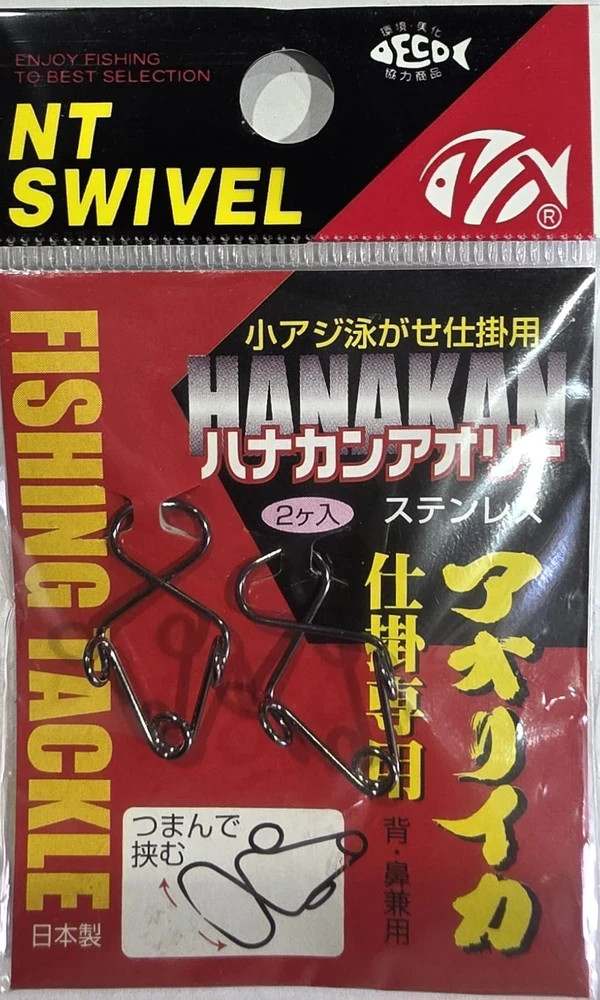 ENJOY FISHING
TO BEST SELECTION
環境・美化
DECO
協力商品
NT
SWIVEL
®
小アジ泳がせ仕掛用
HANAKAN
ハナカンアオリー
2ヶ入
ステンレス
FISHING TACKLE
アオリイカ
仕掛専用
背・鼻兼用
つまんで
挟む
日本製